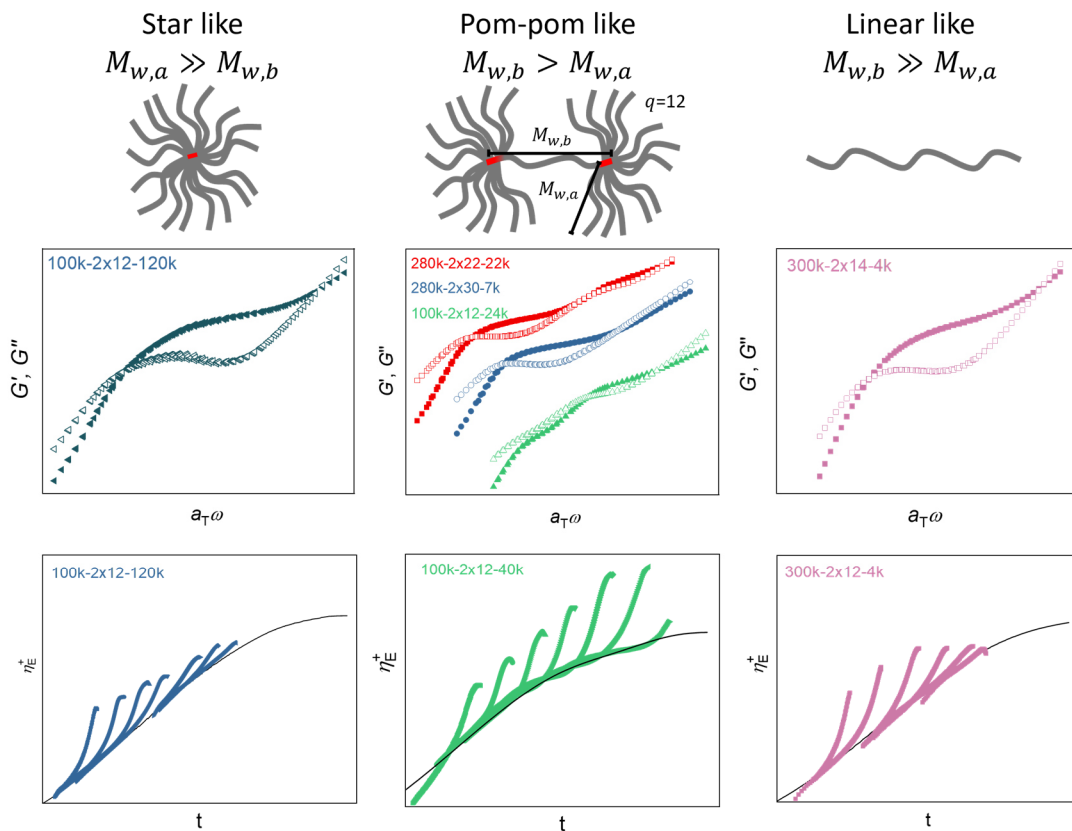 Star like
M_{w,a} ≫ M_{w,b}
Pom-pom like
M_{w,b} > M_{w,a}
Linear like
M_{w,b} ≫ M_{w,a}
q=12
M_{w,b}
M_{w,a}
100k-2x12-120k
G', G"
a_Tω
280k-2x22-22k
280k-2x30-7k
100k-2x12-24k
G', G"
a_Tω
300k-2x14-4k
G', G"
a_Tω
100k-2x12-120k
η_E^+
t
100k-2x12-40k
η_E^+
t
300k-2x12-4k
η_E^+
t